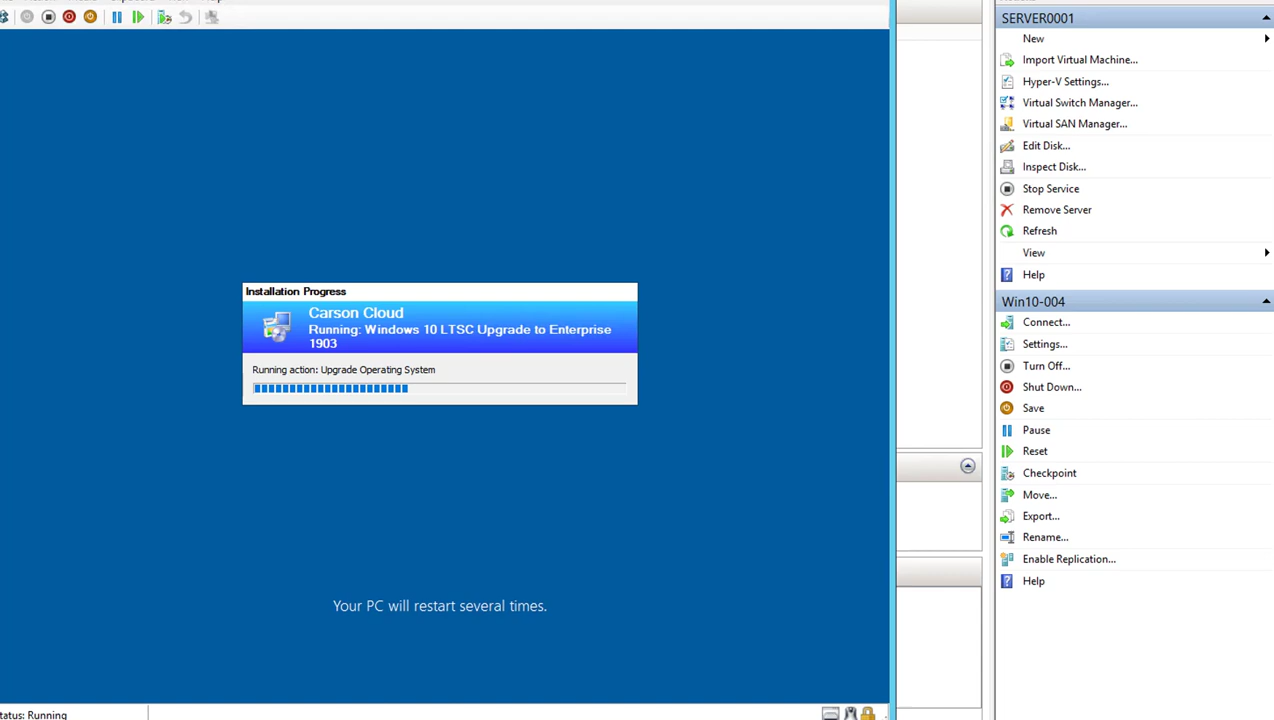 SERVER0001
New
Import Virtual Machine...
Hyper-V Settings...
Virtual Switch Manager...
Virtual SAN Manager...
Edit Disk...
Inspect Disk...
Stop Service
Remove Server
Refresh
View
Help
Win10-004
Connect...
Settings...
Turn Off...
Shut Down...
Save
Pause
Reset
Checkpoint
Move...
Export...
Rename...
Enable Replication...
Help
Installation Progress
Carson Cloud
Running: Windows 10 LTSC Upgrade to Enterprise
1903
Running action: Upgrade Operating System
Your PC will restart several times.
tatus: Running